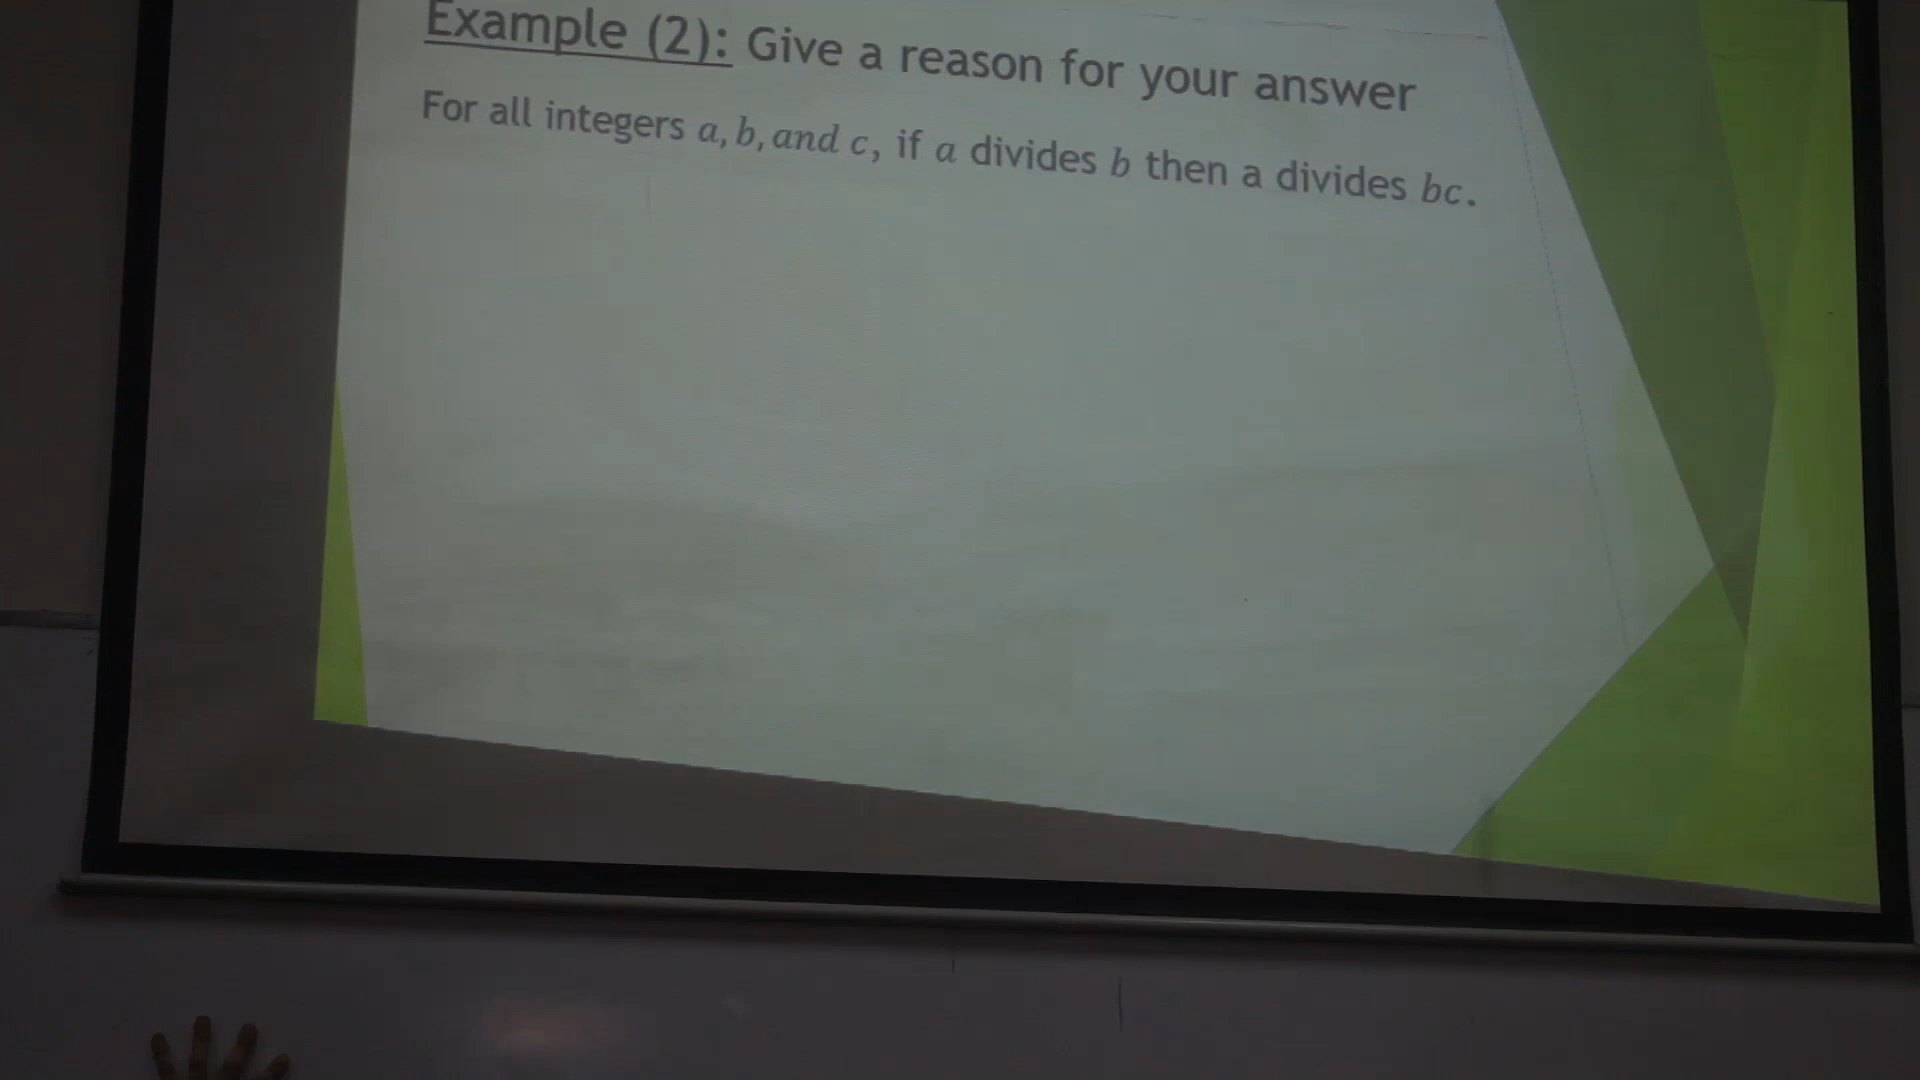 Example (2): Give a reason for your answer
For all integers a, b, and c, if a divides b then a divides bc.